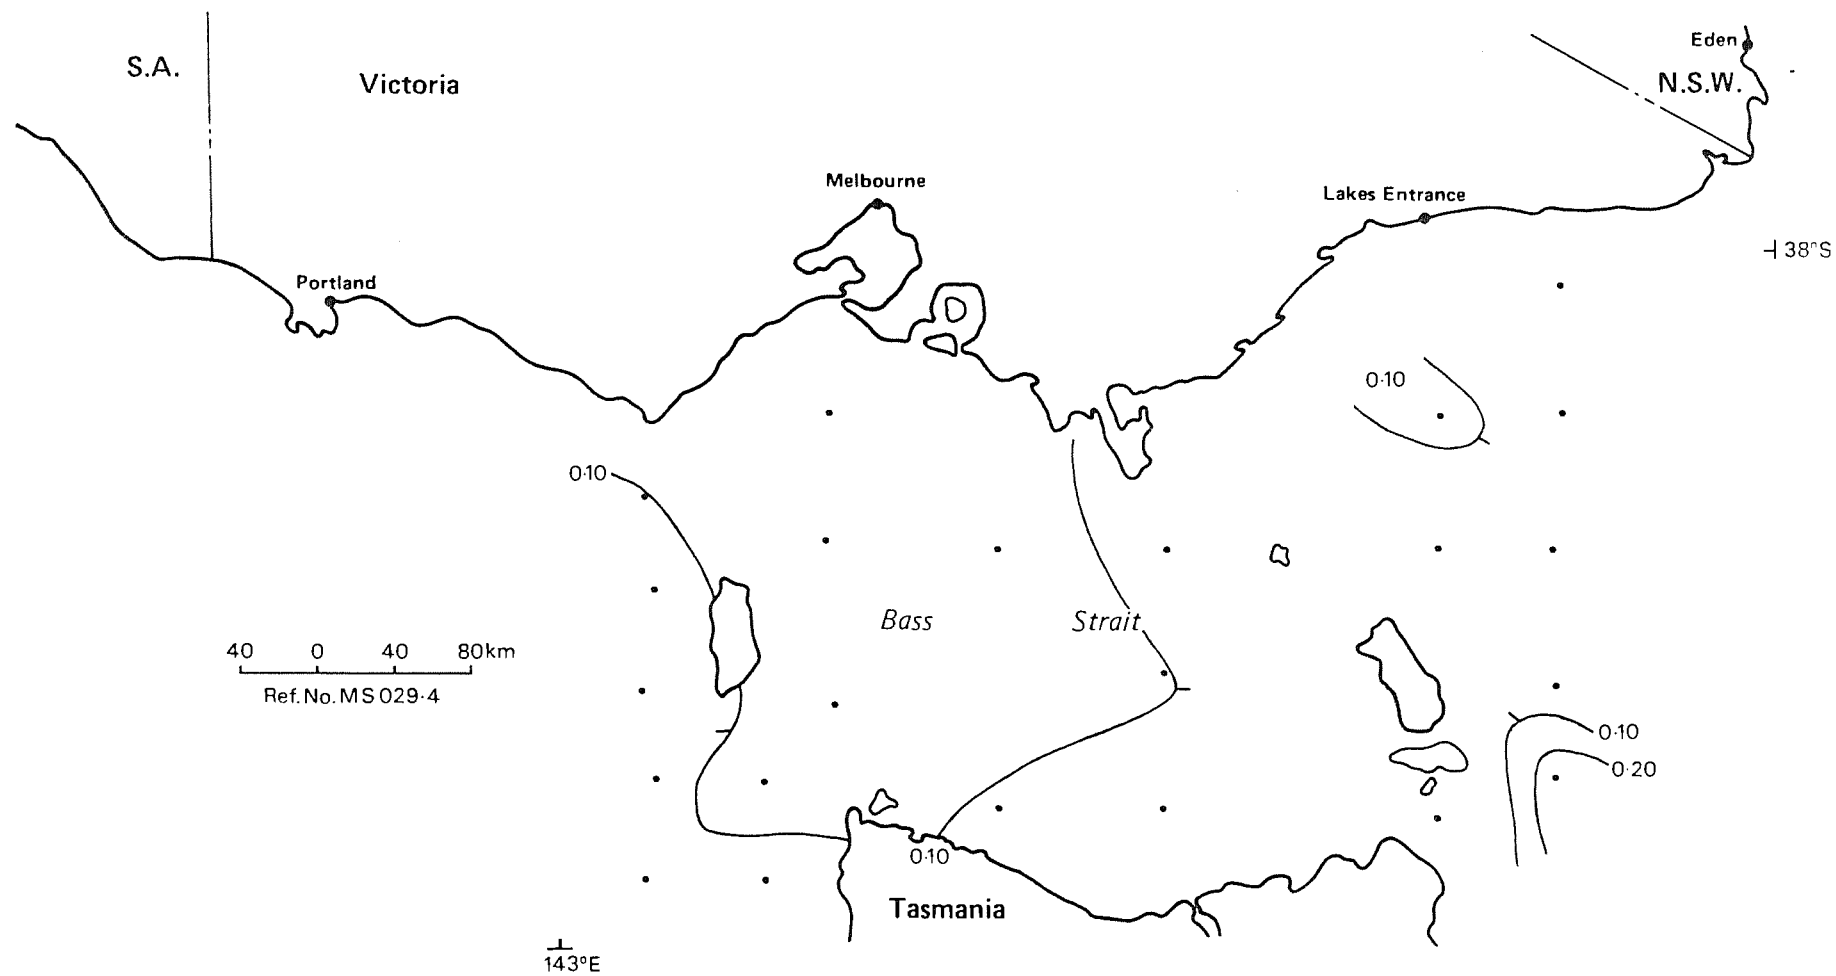 S.A.
Victoria
Eden
N.S.W.
Melbourne
Lakes Entrance
38°S
Portland
0·10
0·10
Bass Strait
40 0 40 80km
Ref. No. MS 029·4
0·10
0·20
0·10
Tasmania
143°E